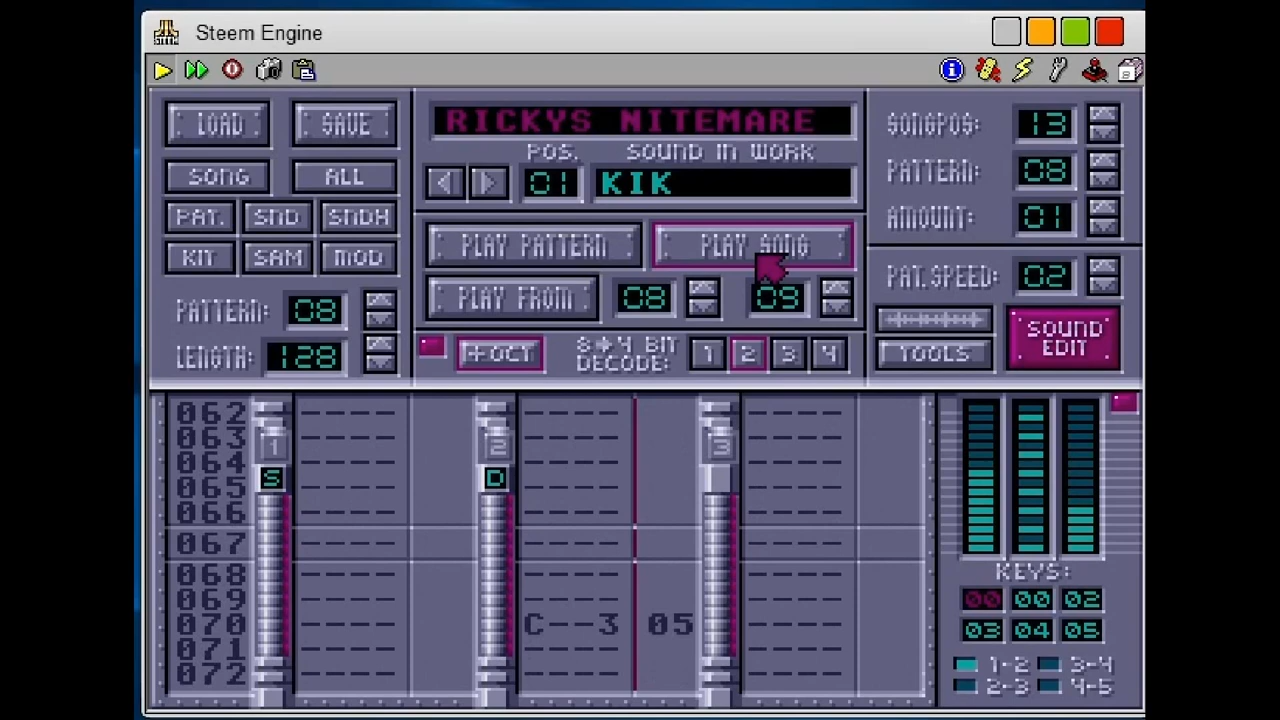 Steem Engine
LOAD SAVE
SONG ALL
PAT. SND SNDH
KIT SAM MOD
PATTERN: 08
LENGTH: 128
RICKYS NITEMARE
POS. SOUND IN WORK
01 KIK
PLAY PATTERN PLAY SONG
PLAY FROM 08 09
+OCT 8→4 BIT DECODE: 1 2 3 4
SONGPOS: 13
PATTERN: 08
AMOUNT: 01
PAT.SPEED: 02
TOOLS
SOUND
EDIT
062
063 1 2 3
064
065 S D
066
067
068
069
070 C--3 05
071
072
KEYS:
00 00 02
03 04 05
1-2 3-4
2-3 4-5